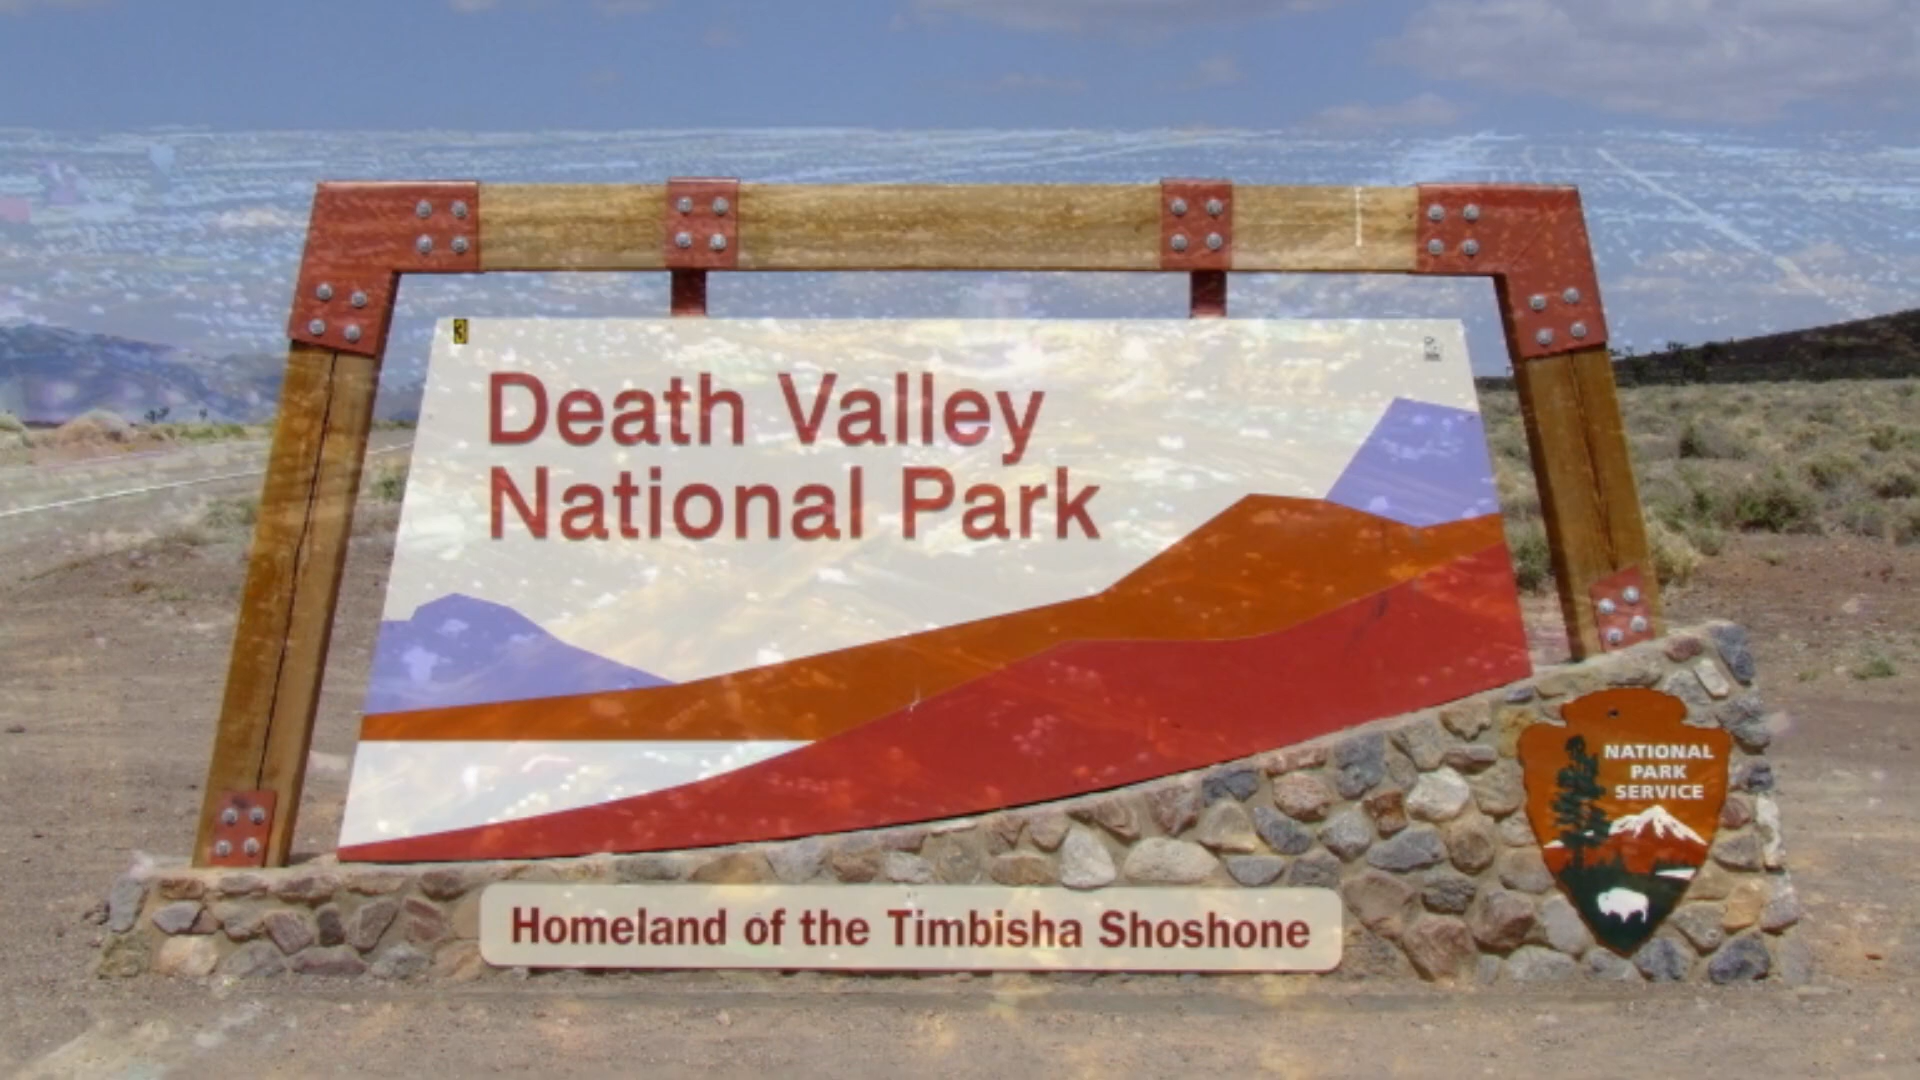 Death Valley
National Park
NATIONAL
PARK
SERVICE
Homeland of the Timbisha Shoshone